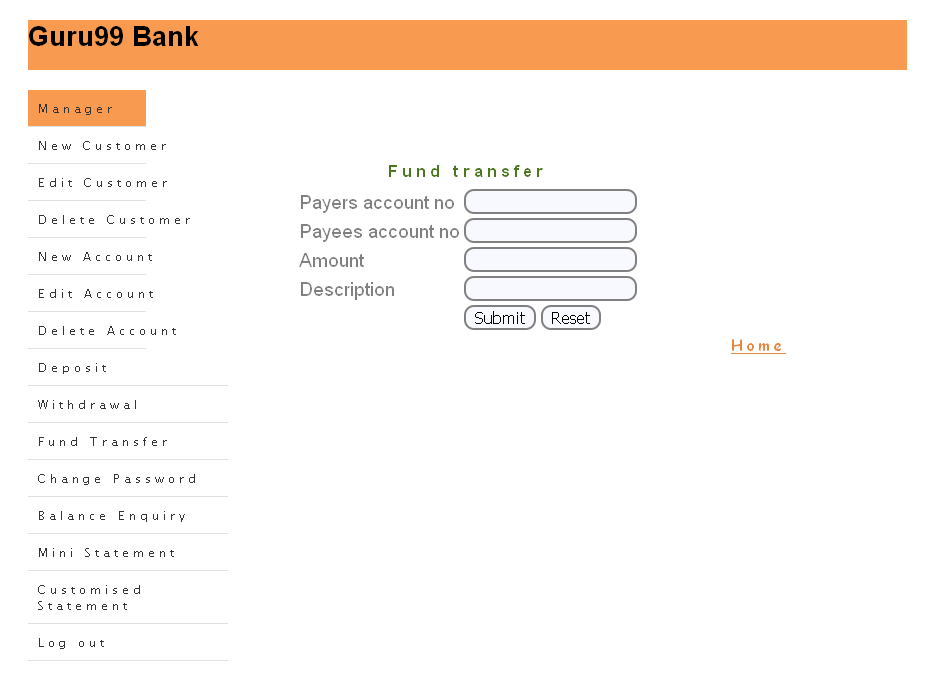 Guru99 Bank
Manager
New Customer
Edit Customer
Delete Customer
New Account
Edit Account
Delete Account
Deposit
Withdrawal
Fund Transfer
Change Password
Balance Enquiry
Mini Statement
Customised
Statement
Log out
Fund transfer
Payers account no
Payees account no
Amount
Description
Submit Reset
Home